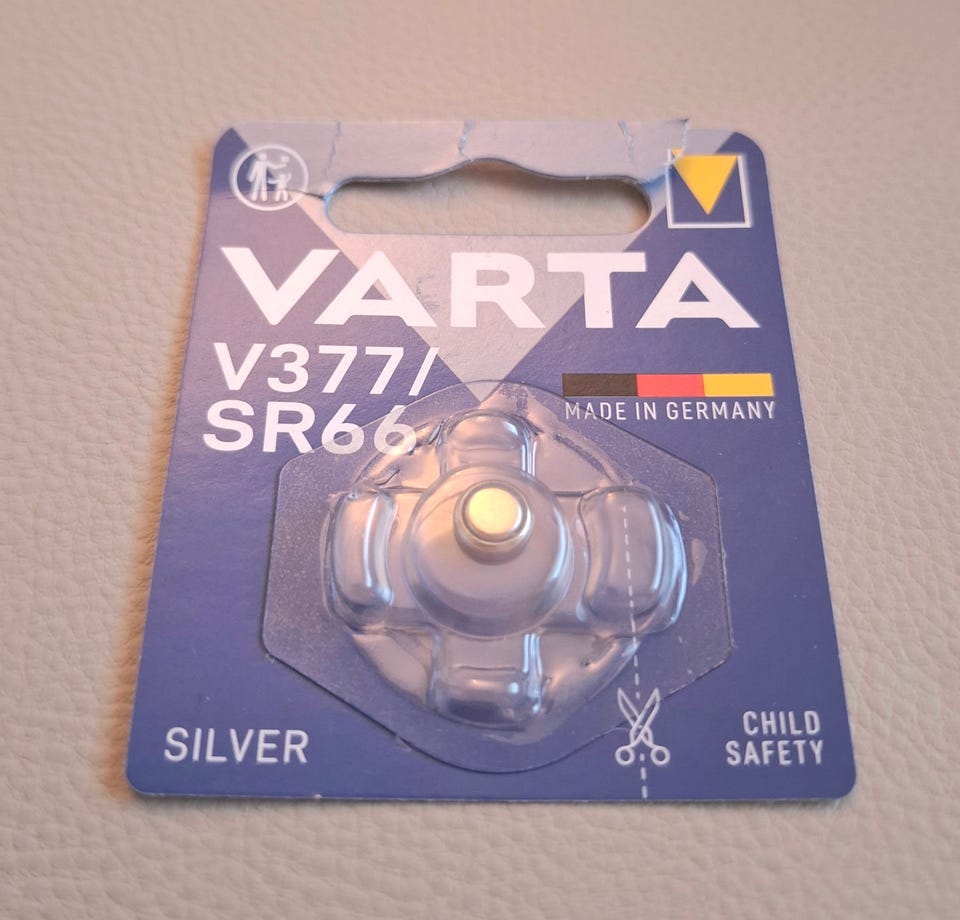 VARTA
V377/
SR66
MADE IN GERMANY
SILVER
CHILD
SAFETY